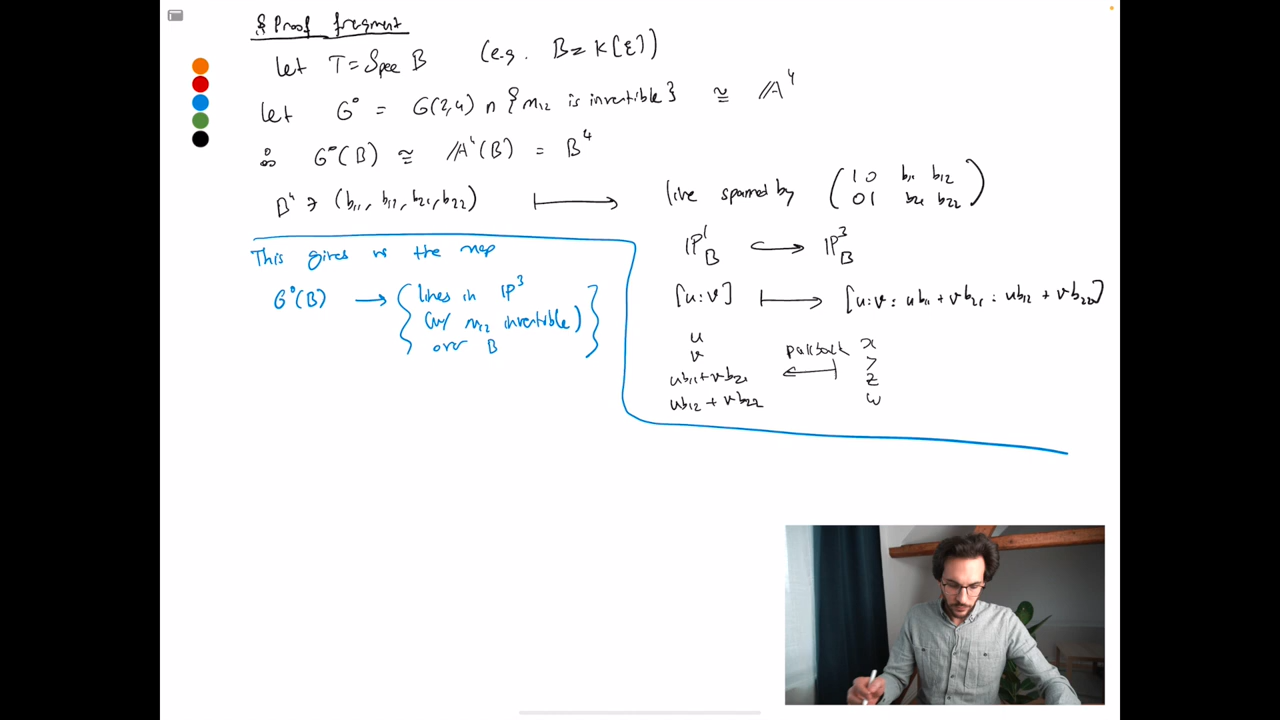 § Proof fragment
Let T = Spec B (e.g. B = K[ε])
Let G° = G(2,4) ∩ {m₁₂ is invertible} ≅ 𝔸⁴
∴ G°(B) ≅ 𝔸⁴(B) = B⁴
B⁴ ∋ (b₁₁, b₁₂, b₂₁, b₂₂) ⟼ line spanned by (1 0 b₁₁ b₁₂
0 1 b₂₁ b₂₂)
ℙ¹_B ↪ ℙ³_B
[u:v] ⟼ [u:v: ub₁₁ + vb₂₁ : ub₁₂ + vb₂₂]
u x
v pullback y
ub₁₁+vb₂₁ ⟻ z
ub₁₂ + vb₂₂ w
This gives us the map
G°(B) → {lines in ℙ³
(w/ m₁₂ invertible)
over B}